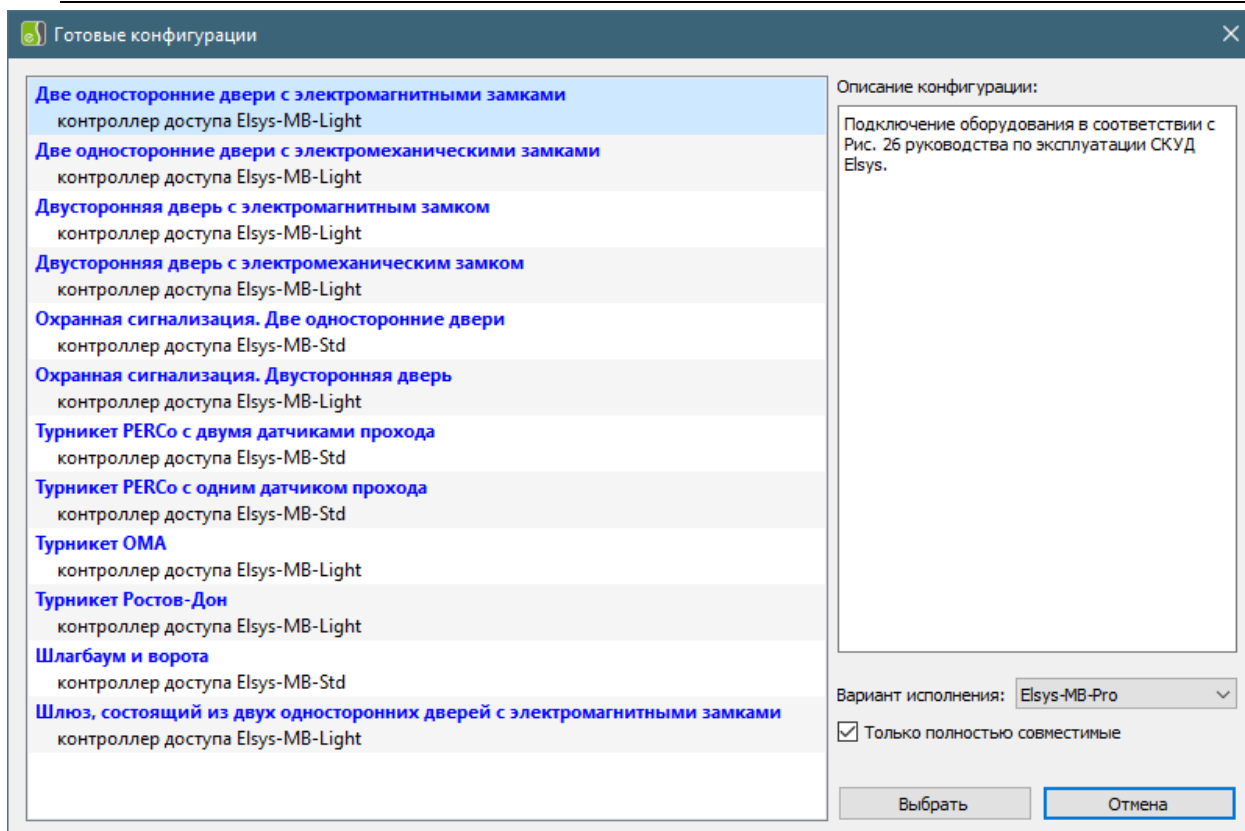 Готовые конфигурации
Две односторонние двери с электромагнитными замками
контроллер доступа Elsys-MB-Light
Две односторонние двери с электромеханическими замками
контроллер доступа Elsys-MB-Light
Двусторонняя дверь с электромагнитным замком
контроллер доступа Elsys-MB-Light
Двусторонняя дверь с электромеханическим замком
контроллер доступа Elsys-MB-Light
Охранная сигнализация. Две односторонние двери
контроллер доступа Elsys-MB-Std
Охранная сигнализация. Двусторонняя дверь
контроллер доступа Elsys-MB-Light
Турникет PERCo с двумя датчиками прохода
контроллер доступа Elsys-MB-Std
Турникет PERCo с одним датчиком прохода
контроллер доступа Elsys-MB-Std
Турникет ОМА
контроллер доступа Elsys-MB-Light
Турникет Ростов-Дон
контроллер доступа Elsys-MB-Light
Шлагбаум и ворота
контроллер доступа Elsys-MB-Std
Шлюз, состоящий из двух односторонних дверей с электромагнитными замками
контроллер доступа Elsys-MB-Light
Описание конфигурации:
Подключение оборудования в соответствии с
Рис. 26 руководства по эксплуатации СКУД
Elsys.
Вариант исполнения: Elsys-MB-Pro
Только полностью совместимые
Выбрать Отмена